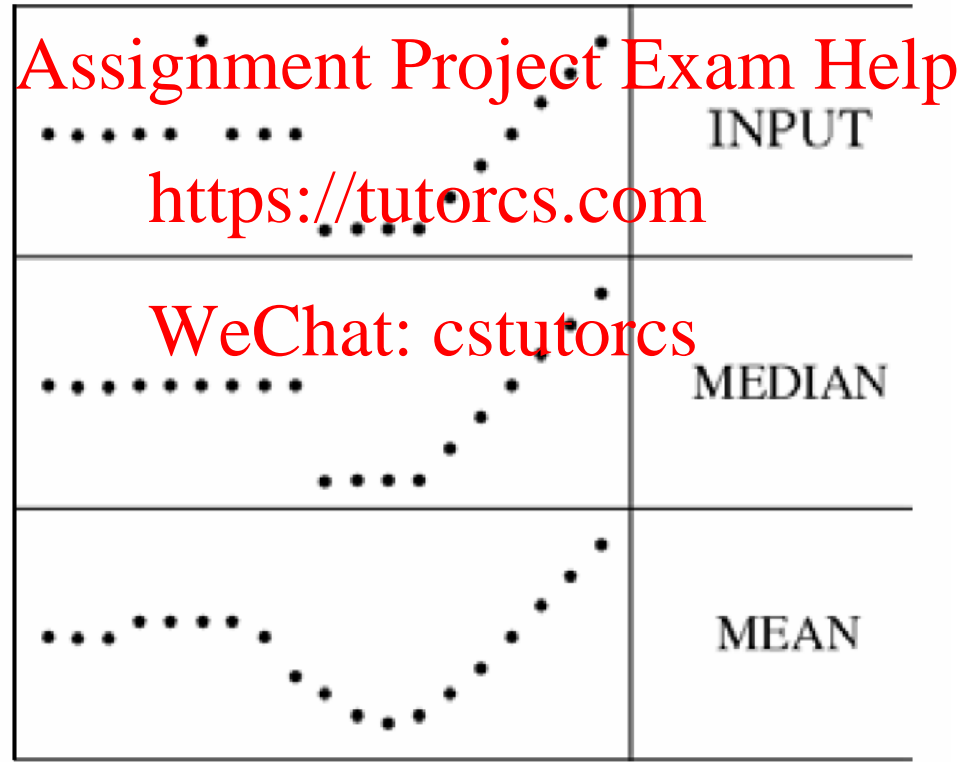 Assignment Project Exam Help
INPUT
https://tutorcs.com
WeChat: cstutorcs
MEDIAN
MEAN